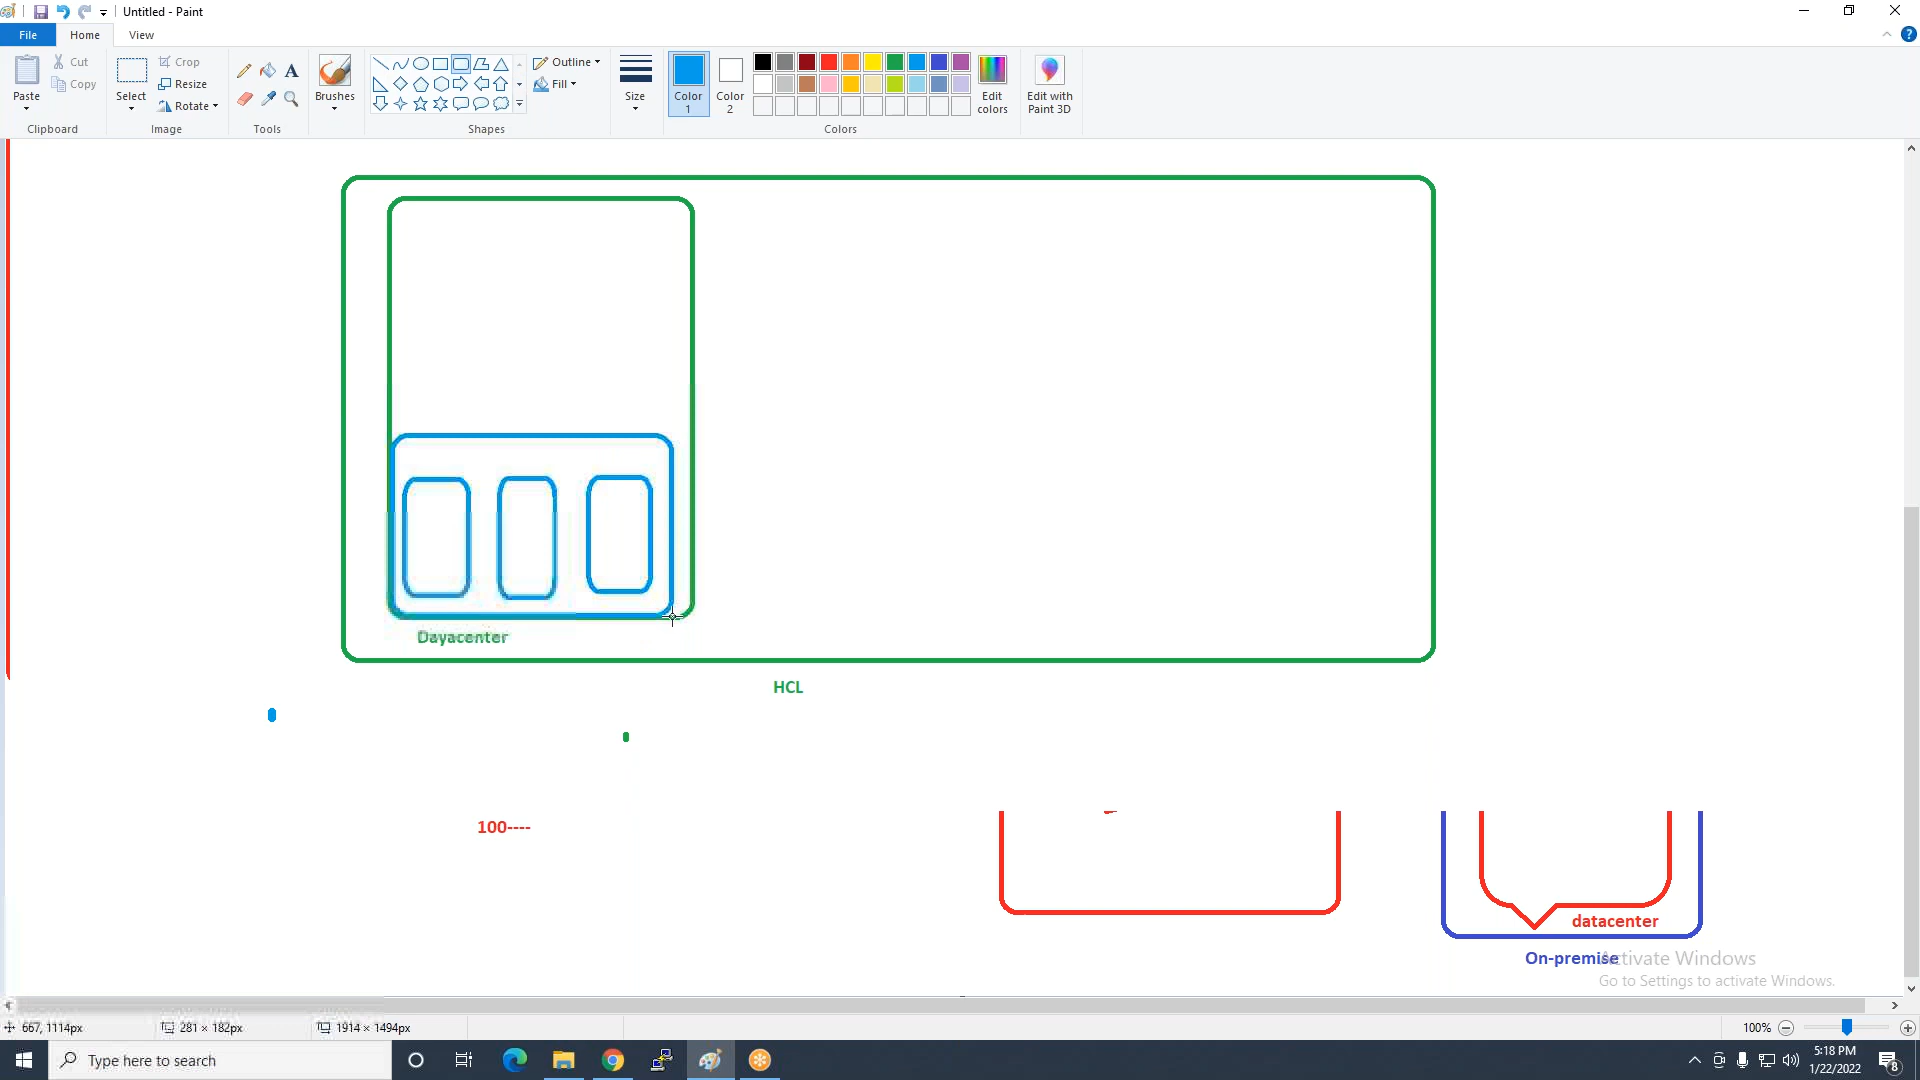 Untitled - Paint
File
Home
View
Paste
Cut
Copy
Clipboard
Select
Crop
Resize
Rotate
Image
Tools
Brushes
Shapes
Outline
Fill
Size
Color 1
Color 2
Colors
Edit colors
Edit with Paint 3D
Dayacenter
HCL
100----
datacenter
On-premise
Activate Windows
Go to Settings to activate Windows.
667, 1114px
281 × 182px
1914 × 1494px
100%
Type here to search
5:18 PM
1/22/2022
8